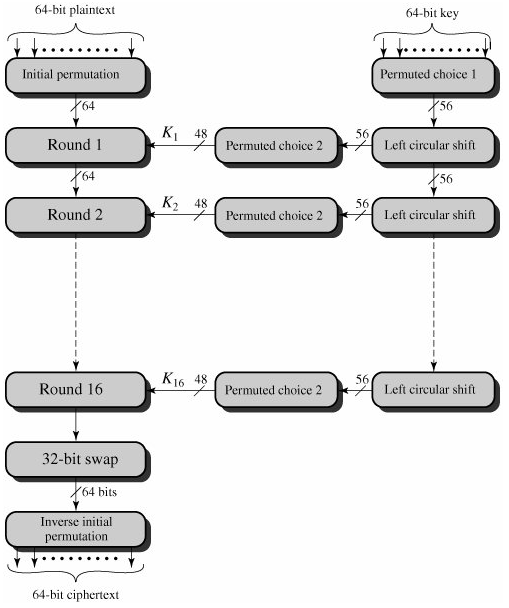 64-bit plaintext
64-bit key
Initial permutation
Permuted choice 1
64
56
Round 1
K1
48
Permuted choice 2
56
Left circular shift
64
56
Round 2
K2
48
Permuted choice 2
56
Left circular shift
Round 16
K16
48
Permuted choice 2
56
Left circular shift
32-bit swap
64 bits
Inverse initial
permutation
64-bit ciphertext